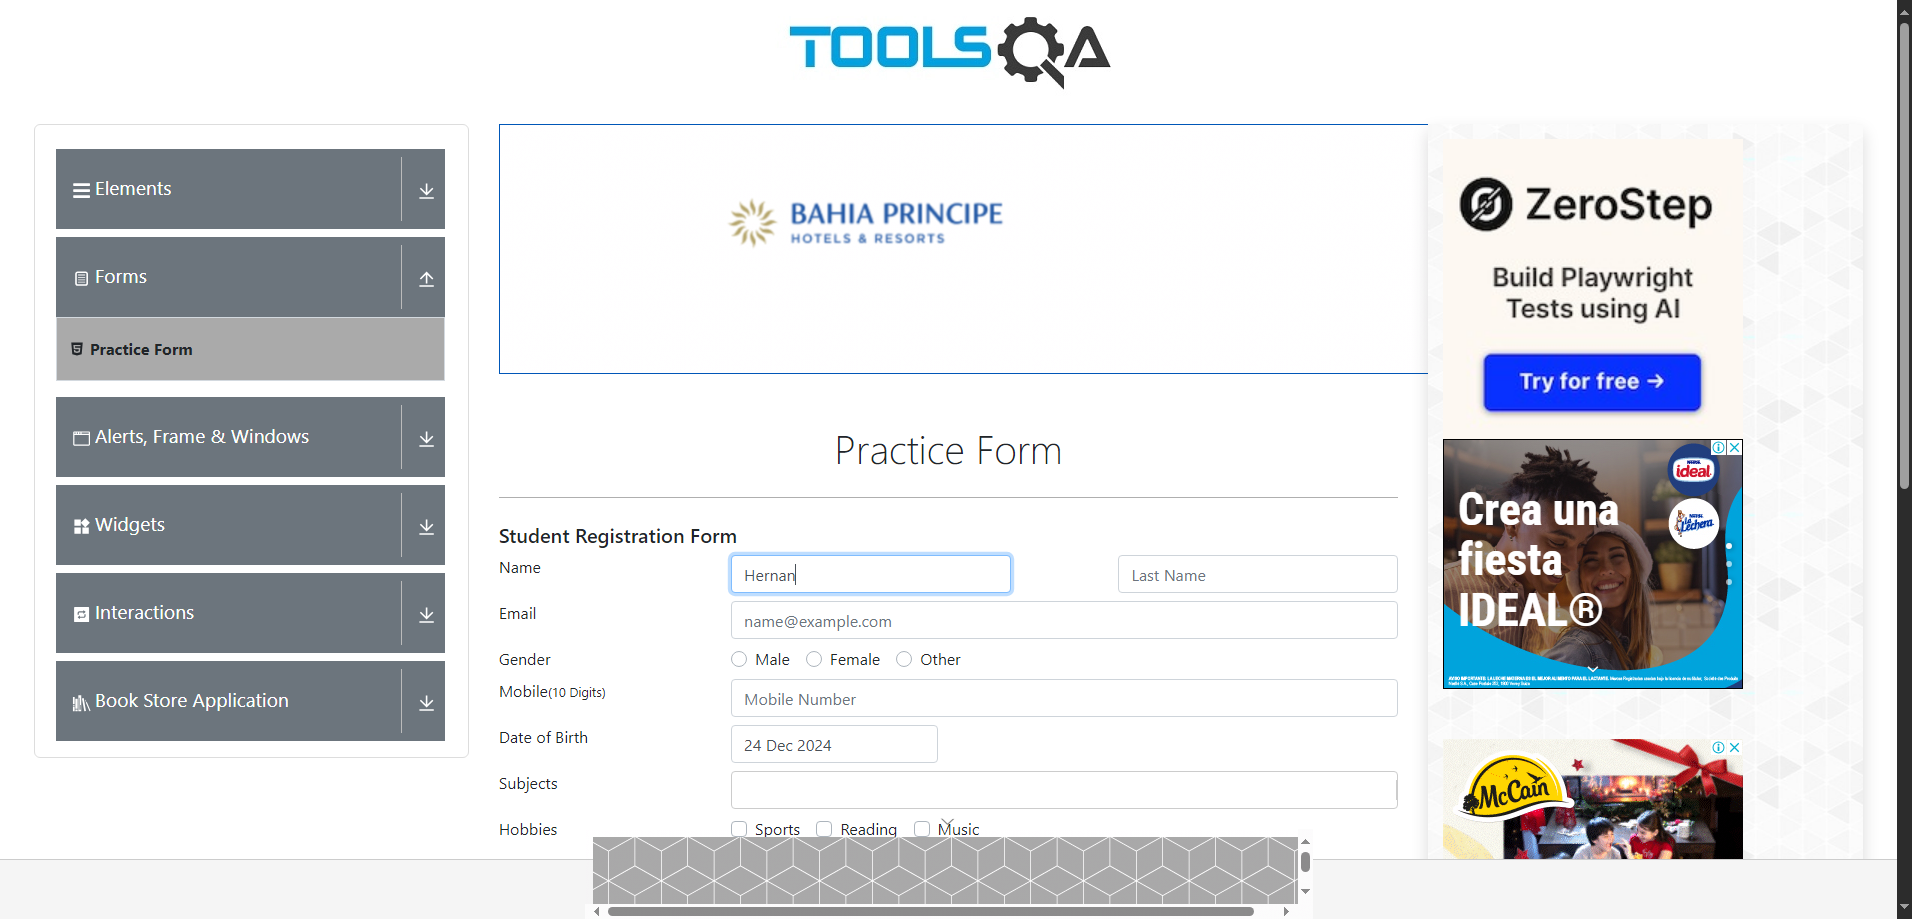 TOOLSQA
Elements
Forms
Practice Form
Alerts, Frame & Windows
Widgets
Interactions
Book Store Application
BAHIA PRINCIPE
HOTELS & RESORTS
Practice Form
Student Registration Form
Name
Hernan
Last Name
Email
name@example.com
Gender
Male
Female
Other
Mobile(10 Digits)
Mobile Number
Date of Birth
24 Dec 2024
Subjects
Hobbies
Sports
Reading
Music
ZeroStep
Build Playwright
Tests using AI
Try for free →
ideal
La Lechera
Crea una
fiesta
IDEAL®
McCain